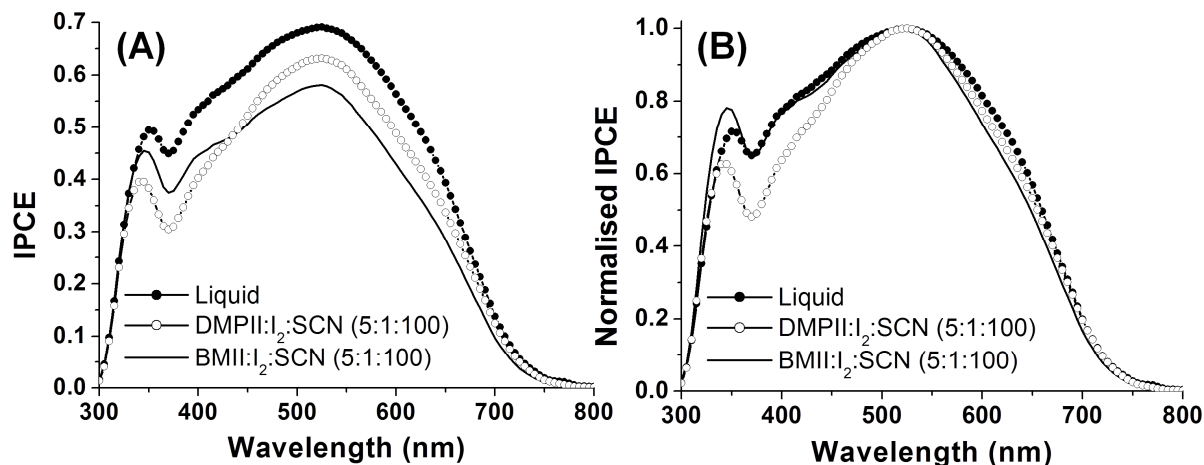 (A)
IPCE
0.7
0.6
0.5
0.4
0.3
0.2
0.1
0.0
Liquid
DMPII:I₂:SCN (5:1:100)
BMII:I₂:SCN (5:1:100)
300 400 500 600 700 800
Wavelength (nm)
(B)
Normalised IPCE
1.0
0.8
0.6
0.4
0.2
0.0
Liquid
DMPII:I₂:SCN (5:1:100)
BMII:I₂:SCN (5:1:100)
300 400 500 600 700 800
Wavelength (nm)